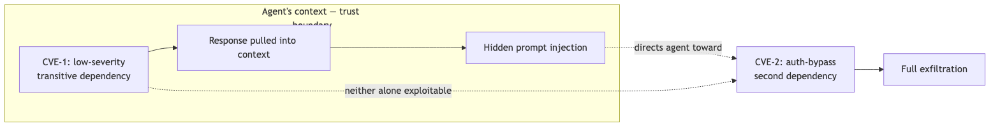 Agent's context — trust
boundary
Response pulled into
context
Hidden prompt injection
directs agent toward
CVE-1: low-severity
transitive dependency
CVE-2: auth-bypass
second dependency
Full exfiltration
neither alone exploitable